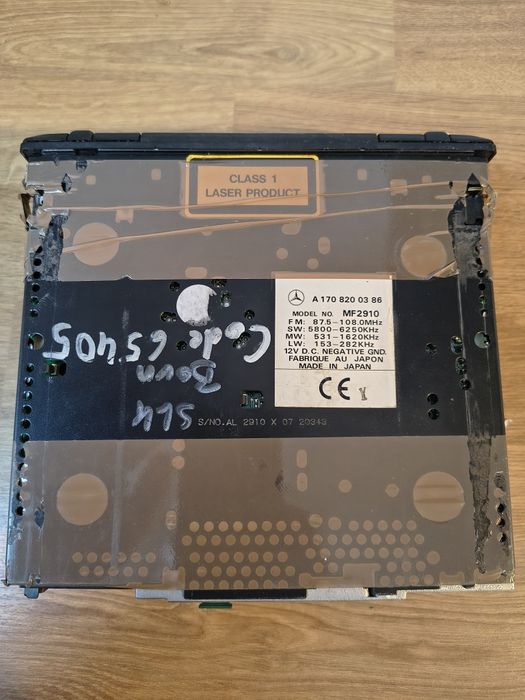 CLASS 1
LASER PRODUCT
A 170 820 03 86
MODEL NO. MF2910
FM: 87.5-108.0MHz
SW: 5800-6250KHz
MW: 531-1620KHz
LW: 153-282KHz
12V D.C. NEGATIVE GND.
FABRIQUE AU JAPON
MADE IN JAPAN
CE
Code 65405
S/NO. AL 2910 X 07 20343